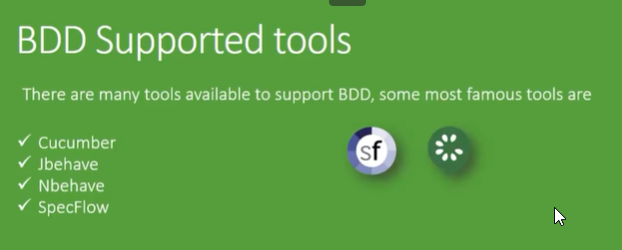 BDD Supported tools
There are many tools available to support BDD, some most famous tools are
✓ Cucumber
✓ Jbehave
✓ Nbehave
✓ SpecFlow
sf